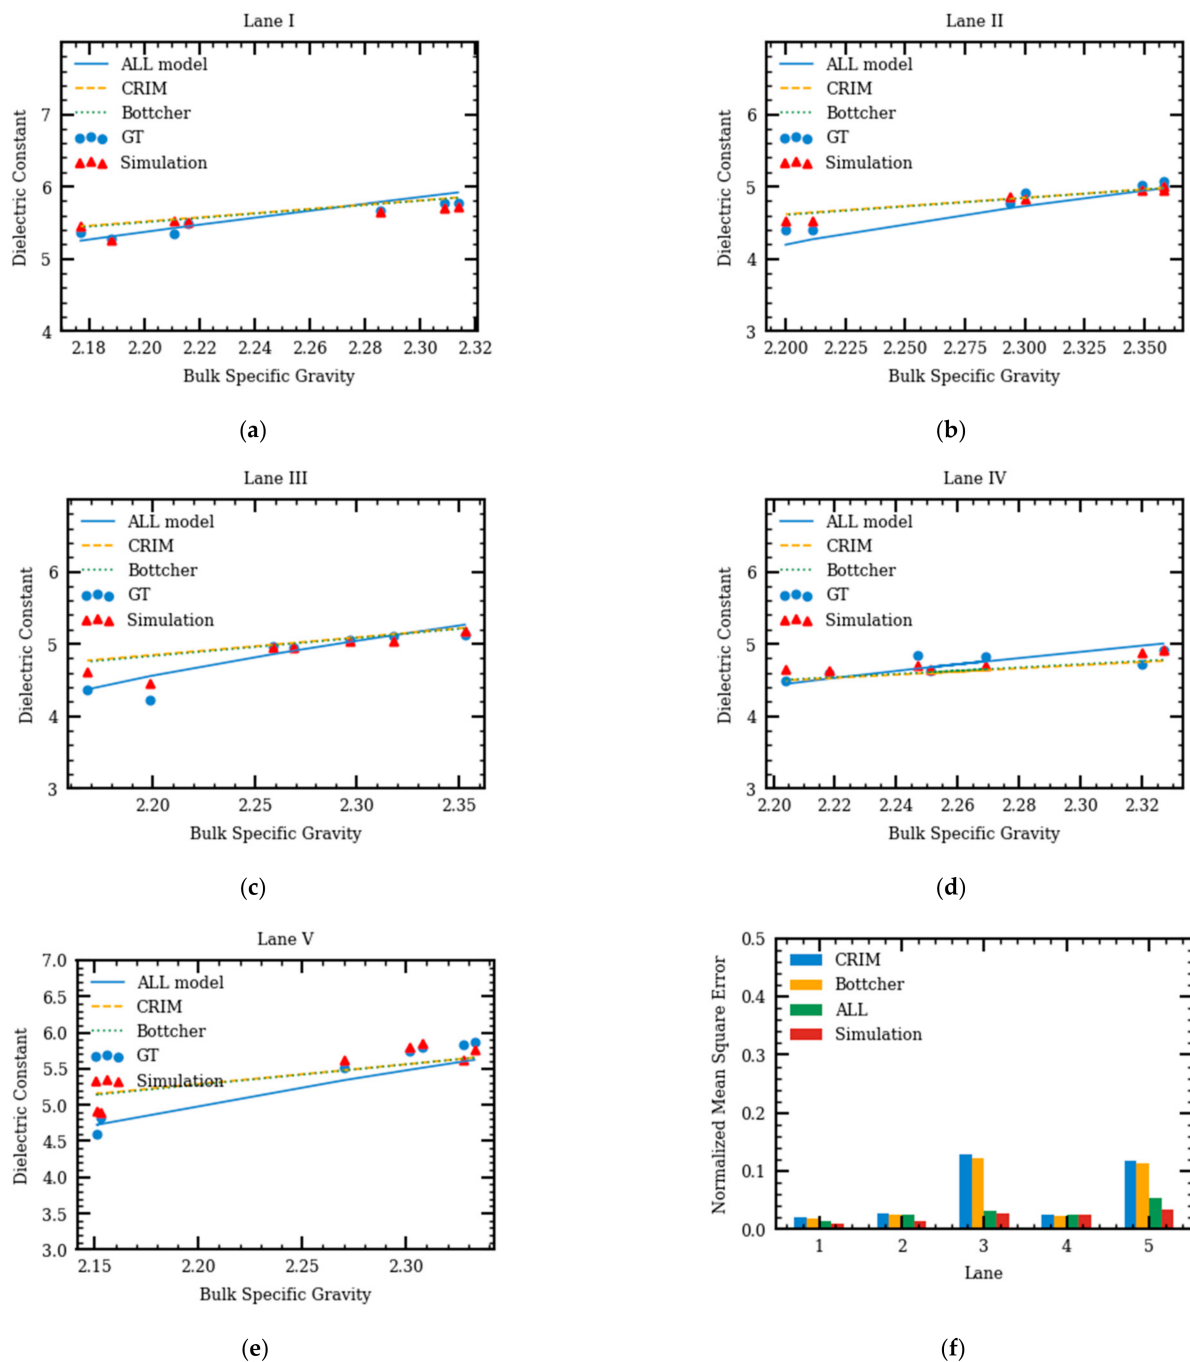 Lane I
ALL model
CRIM
Bottcher
GT
Simulation
Dielectric Constant
7
6
5
4
2.18 2.20 2.22 2.24 2.26 2.28 2.30 2.32
Bulk Specific Gravity
(a)
Lane II
ALL model
CRIM
Bottcher
GT
Simulation
Dielectric Constant
6
5
4
3
2.200 2.225 2.250 2.275 2.300 2.325 2.350
Bulk Specific Gravity
(b)
Lane III
ALL model
CRIM
Bottcher
GT
Simulation
Dielectric Constant
6
5
4
3
2.20 2.25 2.30 2.35
Bulk Specific Gravity
(c)
Lane IV
ALL model
CRIM
Bottcher
GT
Simulation
Dielectric Constant
6
5
4
3
2.20 2.22 2.24 2.26 2.28 2.30 2.32
Bulk Specific Gravity
(d)
Lane V
ALL model
CRIM
Bottcher
GT
Simulation
Dielectric Constant
7.0
6.5
6.0
5.5
5.0
4.5
4.0
3.5
3.0
2.15 2.20 2.25 2.30
Bulk Specific Gravity
(e)
CRIM
Bottcher
ALL
Simulation
Normalized Mean Square Error
0.5
0.4
0.3
0.2
0.1
0.0
1 2 3 4 5
Lane
(f)